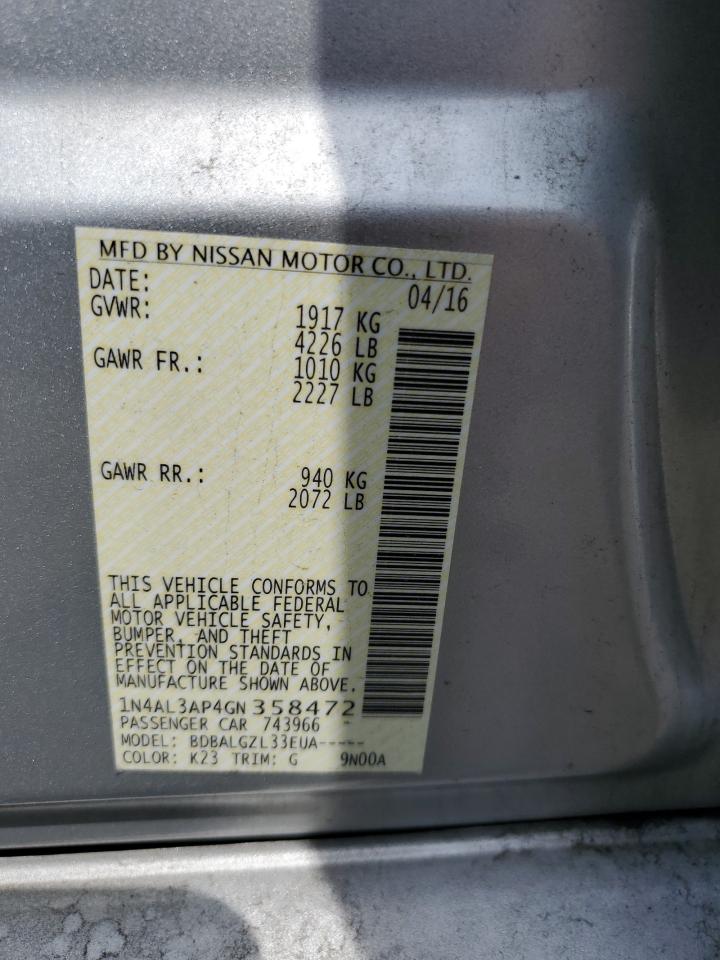 MFD BY NISSAN MOTOR CO., LTD.
DATE: 04/16
GVWR: 1917 KG
4226 LB
GAWR FR.: 1010 KG
2227 LB
GAWR RR.: 940 KG
2072 LB
THIS VEHICLE CONFORMS TO
ALL APPLICABLE FEDERAL
MOTOR VEHICLE SAFETY,
BUMPER, AND THEFT
PREVENTION STANDARDS IN
EFFECT ON THE DATE OF
MANUFACTURE SHOWN ABOVE.
1N4AL3AP4GN358472
PASSENGER CAR 743966 -
MODEL: BDBALGZL33EUA-----
COLOR: K23 TRIM: G 9N00A